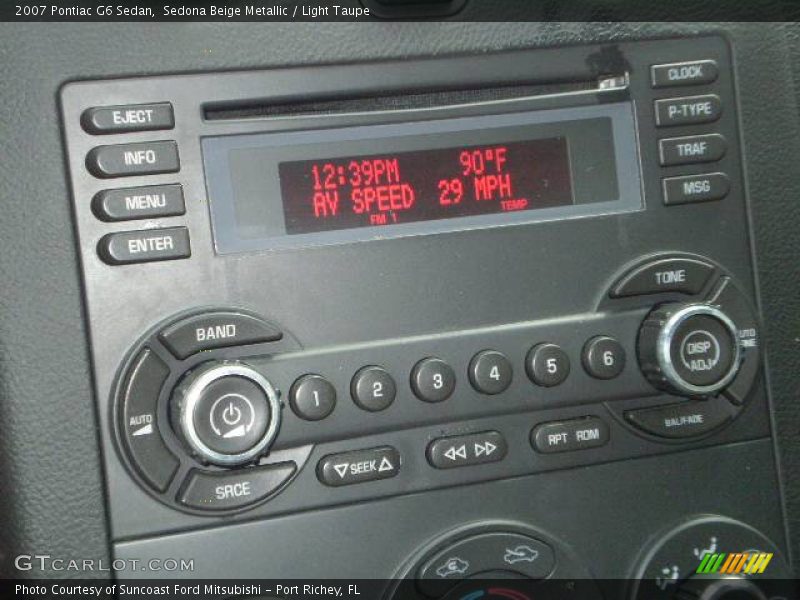 2007 Pontiac G6 Sedan,  Sedona Beige Metallic / Light Taupe
EJECT
INFO
MENU
ENTER
12:39PM 90°F
AV SPEED 29 MPH
FM 1 TEMP
CLOCK
P-TYPE
TRAF
MSG
BAND
AUTO
SRCE
1 2 3 4 5 6
SEEK
RPT RDM
TONE
DISP
ADJ
BAL/FADE
GTCARLOT.COM
Photo Courtesy of Suncoast Ford Mitsubishi - Port Richey, FL